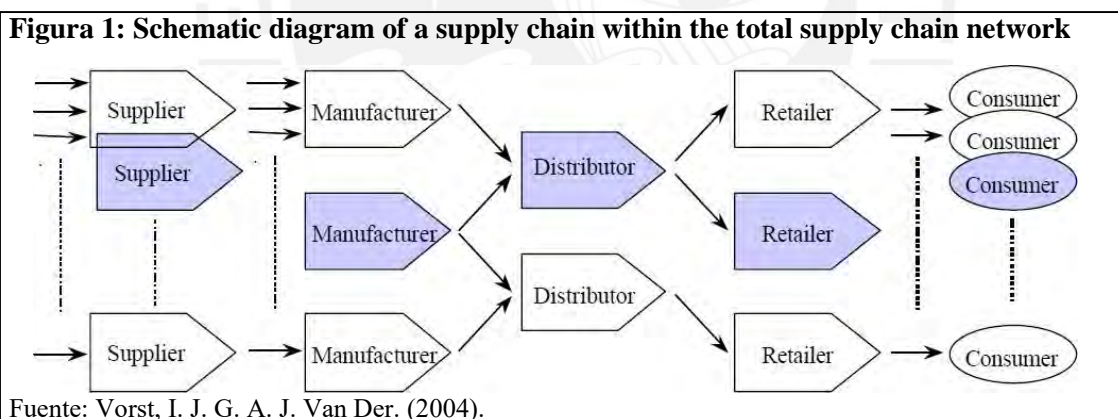 Figura 1: Schematic diagram of a supply chain within the total supply chain network
Supplier
Manufacturer
Retailer
Consumer
Consumer
Supplier
Distributor
Consumer
Manufacturer
Retailer
Distributor
Supplier
Manufacturer
Retailer
Consumer
Fuente: Vorst, I. J. G. A. J. Van Der. (2004).